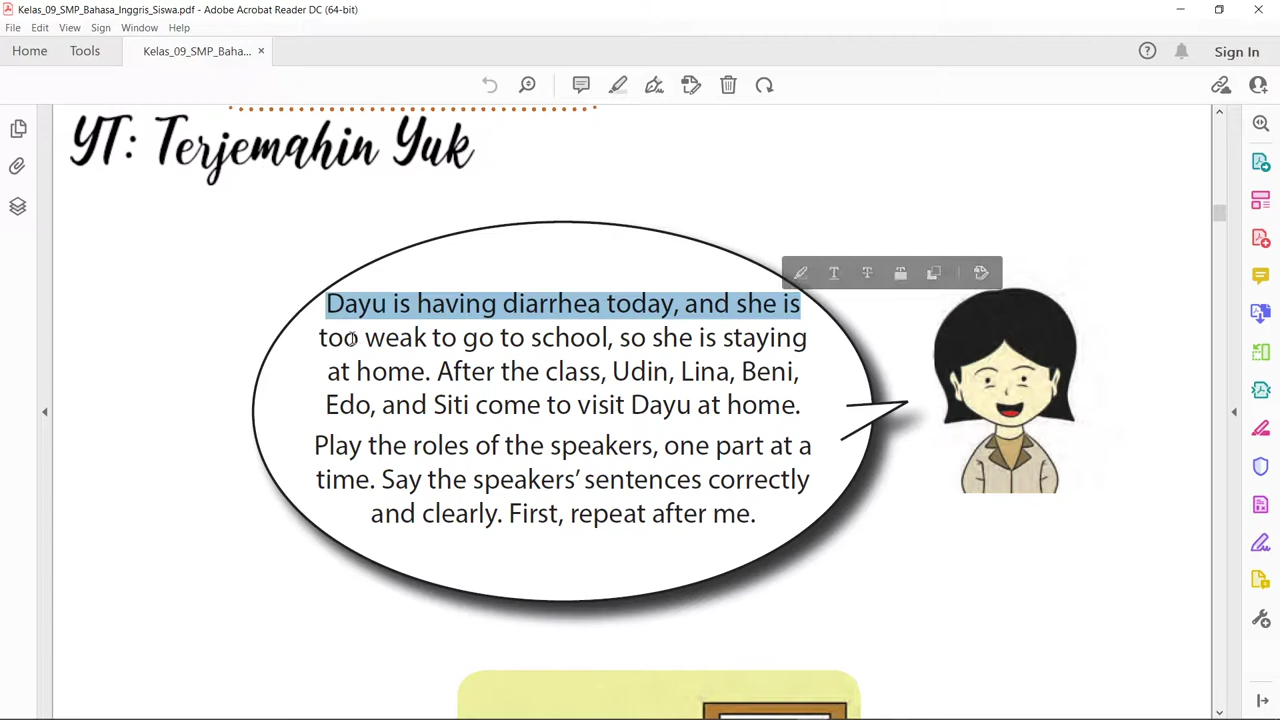 Kelas_09_SMP_Bahasa_Inggris_Siswa.pdf - Adobe Acrobat Reader DC (64-bit)
File Edit View Sign Window Help
Home Tools Kelas_09_SMP_Baha... × Sign In
YT: Terjemahin Yuk
Dayu is having diarrhea today, and she is
too weak to go to school, so she is staying
at home. After the class, Udin, Lina, Beni,
Edo, and Siti come to visit Dayu at home.
Play the roles of the speakers, one part at a
time. Say the speakers’ sentences correctly
and clearly. First, repeat after me.